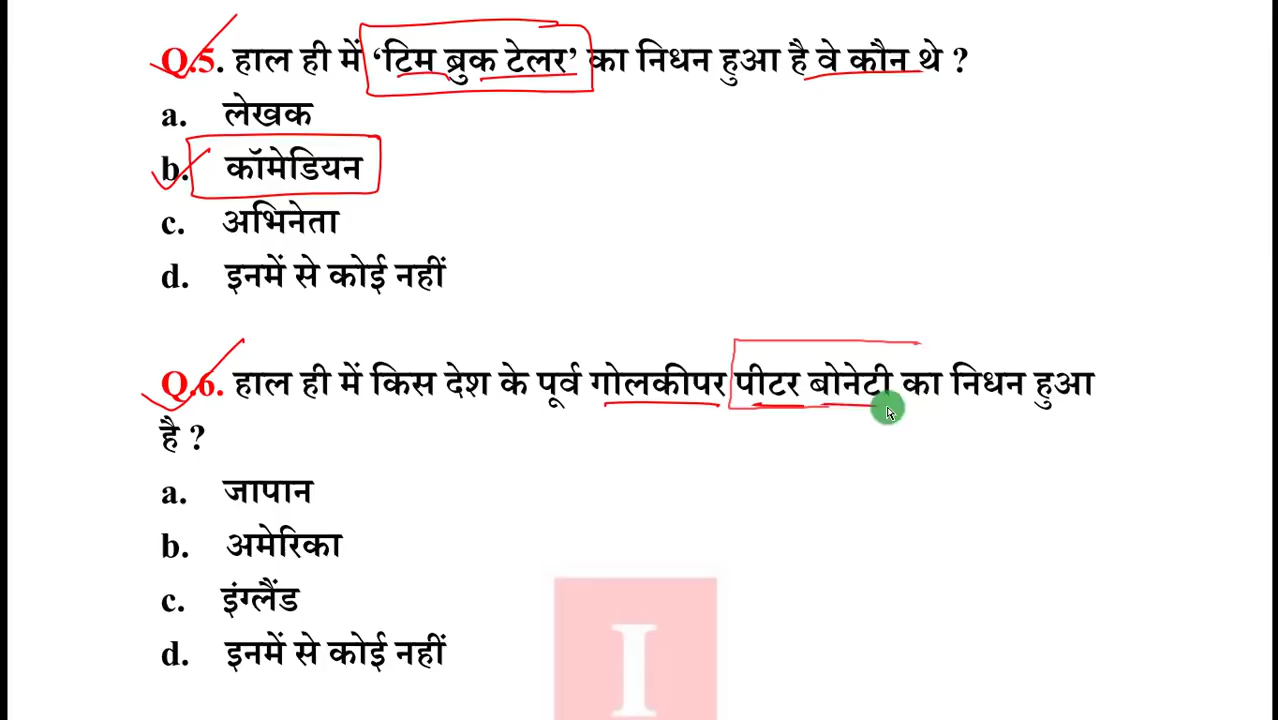 Q.5. हाल ही में ‘टिम ब्रुक टेलर’ का निधन हुआ है वे कौन थे ?
a. लेखक
b. कॉमेडियन
c. अभिनेता
d. इनमें से कोई नहीं
Q.6. हाल ही में किस देश के पूर्व गोलकीपर पीटर बोनेटी का निधन हुआ
है ?
a. जापान
b. अमेरिका
c. इंग्लैंड
d. इनमें से कोई नहीं
I